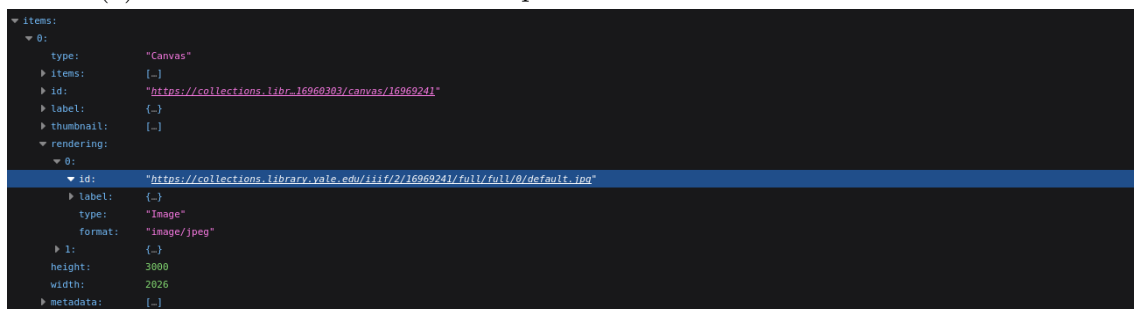 items:
0:
type: "Canvas"
items: […]
id: "https://collections.libr…16960303/canvas/16969241"
label: {…}
thumbnail: […]
rendering:
0:
id: "https://collections.library.yale.edu/iiif/2/16969241/full/full/0/default.jpg"
label: {…}
type: "Image"
format: "image/jpeg"
1: {…}
height: 3000
width: 2026
metadata: […]